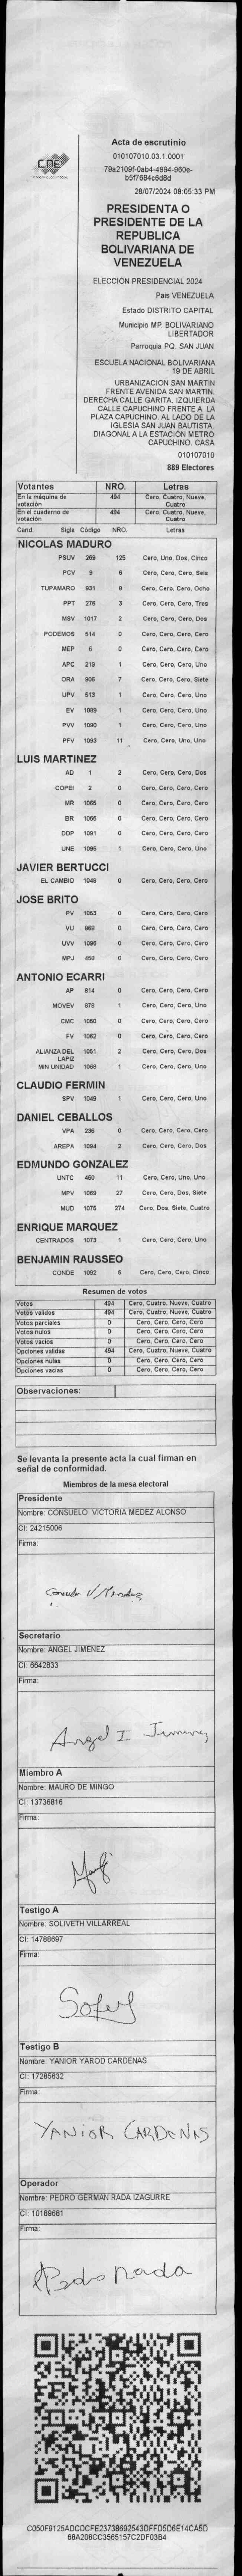 CNE
Acta de escrutinio
010107010.03.1.0001
79a2109f-0ab4-4994-960e-
b5f7684c6d8d
28/07/2024 08:05:33 PM
PRESIDENTA O
PRESIDENTE DE LA
REPUBLICA
BOLIVARIANA DE
VENEZUELA
ELECCIÓN PRESIDENCIAL 2024
País VENEZUELA
Estado DISTRITO CAPITAL
Municipio MP. BOLIVARIANO
LIBERTADOR
Parroquia PQ. SAN JUAN
ESCUELA NACIONAL BOLIVARIANA
19 DE ABRIL
URBANIZACION SAN MARTIN
FRENTE AVENIDA SAN MARTIN.
DERECHA CALLE GARITA. IZQUIERDA
CALLE CAPUCHINO FRENTE A LA
PLAZA CAPUCHINO. AL LADO DE LA
IGLESIA SAN JUAN BAUTISTA.
DIAGONAL A LA ESTACIÓN METRO
CAPUCHINO. CASA
010107010
889 Electores
Votantes NRO. Letras
En la máquina de votación 494 Cero, Cuatro, Nueve, Cuatro
En el cuaderno de votación 494 Cero, Cuatro, Nueve, Cuatro
Cand. Sigla Código NRO. Letras
NICOLAS MADURO
PSUV 269 125 Cero, Uno, Dos, Cinco
PCV 9 6 Cero, Cero, Cero, Seis
TUPAMARO 931 8 Cero, Cero, Cero, Ocho
PPT 276 3 Cero, Cero, Cero, Tres
MSV 1017 2 Cero, Cero, Cero, Dos
PODEMOS 514 0 Cero, Cero, Cero, Cero
MEP 6 0 Cero, Cero, Cero, Cero
APC 219 1 Cero, Cero, Cero, Uno
ORA 906 7 Cero, Cero, Cero, Siete
UPV 513 1 Cero, Cero, Cero, Uno
EV 1089 1 Cero, Cero, Cero, Uno
PVV 1090 1 Cero, Cero, Cero, Uno
PFV 1093 11 Cero, Cero, Uno, Uno
LUIS MARTINEZ
AD 1 2 Cero, Cero, Cero, Dos
COPEI 2 0 Cero, Cero, Cero, Cero
MR 1055 0 Cero, Cero, Cero, Cero
BR 1056 0 Cero, Cero, Cero, Cero
DDP 1091 0 Cero, Cero, Cero, Cero
UNE 1095 1 Cero, Cero, Cero, Uno
JAVIER BERTUCCI
EL CAMBIO 1048 0 Cero, Cero, Cero, Cero
JOSE BRITO
PV 1053 0 Cero, Cero, Cero, Cero
VU 968 0 Cero, Cero, Cero, Cero
UVV 1096 0 Cero, Cero, Cero, Cero
MPJ 459 0 Cero, Cero, Cero, Cero
ANTONIO ECARRI
AP 814 0 Cero, Cero, Cero, Cero
MOVEV 979 1 Cero, Cero, Cero, Uno
CMC 1050 0 Cero, Cero, Cero, Cero
FV 1052 0 Cero, Cero, Cero, Cero
ALIANZA DEL LAPIZ 1051 2 Cero, Cero, Cero, Dos
MIN UNIDAD 1068 1 Cero, Cero, Cero, Uno
CLAUDIO FERMIN
SPV 1049 1 Cero, Cero, Cero, Uno
DANIEL CEBALLOS
VPA 236 0 Cero, Cero, Cero, Cero
AREPA 1094 2 Cero, Cero, Cero, Dos
EDMUNDO GONZALEZ
UNTC 460 11 Cero, Cero, Uno, Uno
MPV 1069 27 Cero, Cero, Dos, Siete
MUD 1075 274 Cero, Dos, Siete, Cuatro
ENRIQUE MARQUEZ
CENTRADOS 1073 1 Cero, Cero, Cero, Uno
BENJAMIN RAUSSEO
CONDE 1092 5 Cero, Cero, Cero, Cinco
Resumen de votos
Votos 494 Cero, Cuatro, Nueve, Cuatro
Votos válidos 494 Cero, Cuatro, Nueve, Cuatro
Votos parciales 0 Cero, Cero, Cero, Cero
Votos nulos 0 Cero, Cero, Cero, Cero
Votos vacíos 0 Cero, Cero, Cero, Cero
Opciones validas 494 Cero, Cuatro, Nueve, Cuatro
Opciones nulas 0 Cero, Cero, Cero, Cero
Opciones vacías 0 Cero, Cero, Cero, Cero
Observaciones:
Se levanta la presente acta la cual firman en
señal de conformidad.
Miembros de la mesa electoral
Presidente
Nombre: CONSUELO VICTORIA MEDEZ ALONSO
CI: 24215006
Firma:
Consuelo V/Mendez
Secretario
Nombre: ANGEL JIMENEZ
CI: 6642833
Firma:
Angel I Jimenez
Miembro A
Nombre: MAURO DE MINGO
CI: 13736816
Firma:
Testigo A
Nombre: SOLIVETH VILLARREAL
CI: 14786697
Firma:
Testigo B
Nombre: YANIOR YAROD CARDENAS
CI: 17285632
Firma:
YANIOR CARDENAS
Operador
Nombre: PEDRO GERMAN RADA IZAGURRE
CI: 10189681
Firma:
Pedro Rada
C050F9125ADCDCFE23738692543DFFD5D6E14CA5D
68A208CC3565157C2DF03B4